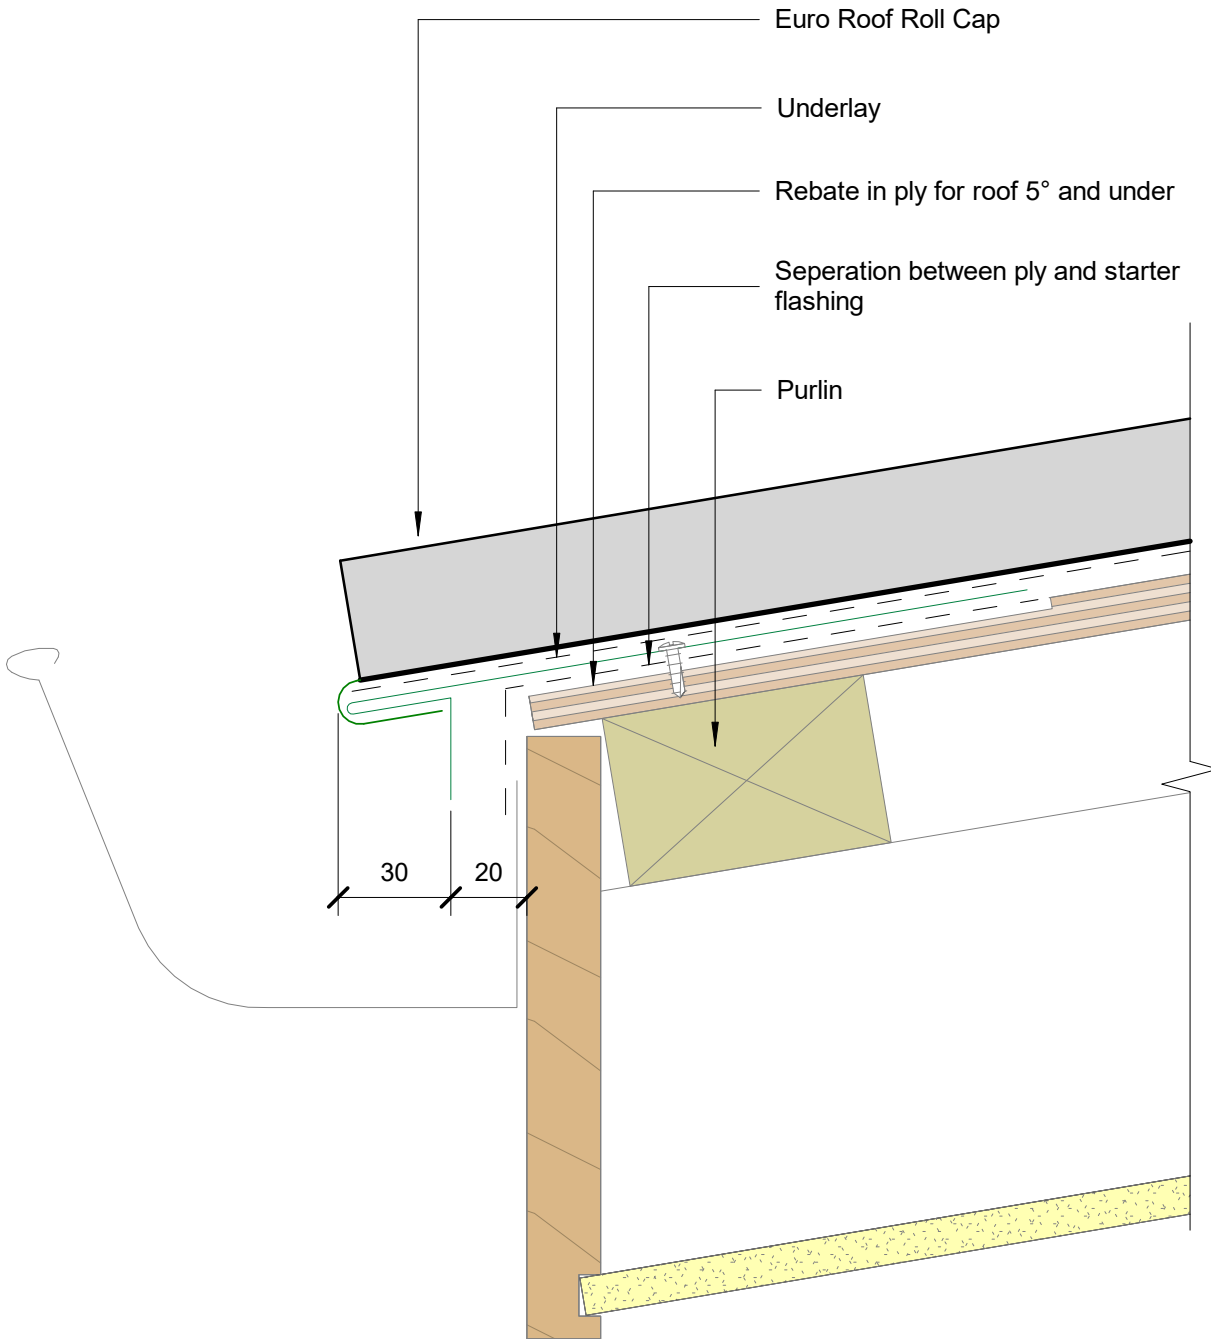 Euro Roof Roll Cap
Underlay
Rebate in ply for roof 5° and under
Seperation between ply and starter
flashing
Purlin
30
20